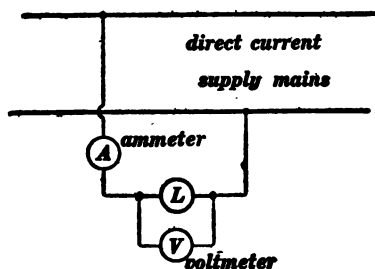 direct current
supply mains
A ammeter
L
V
voltmeter